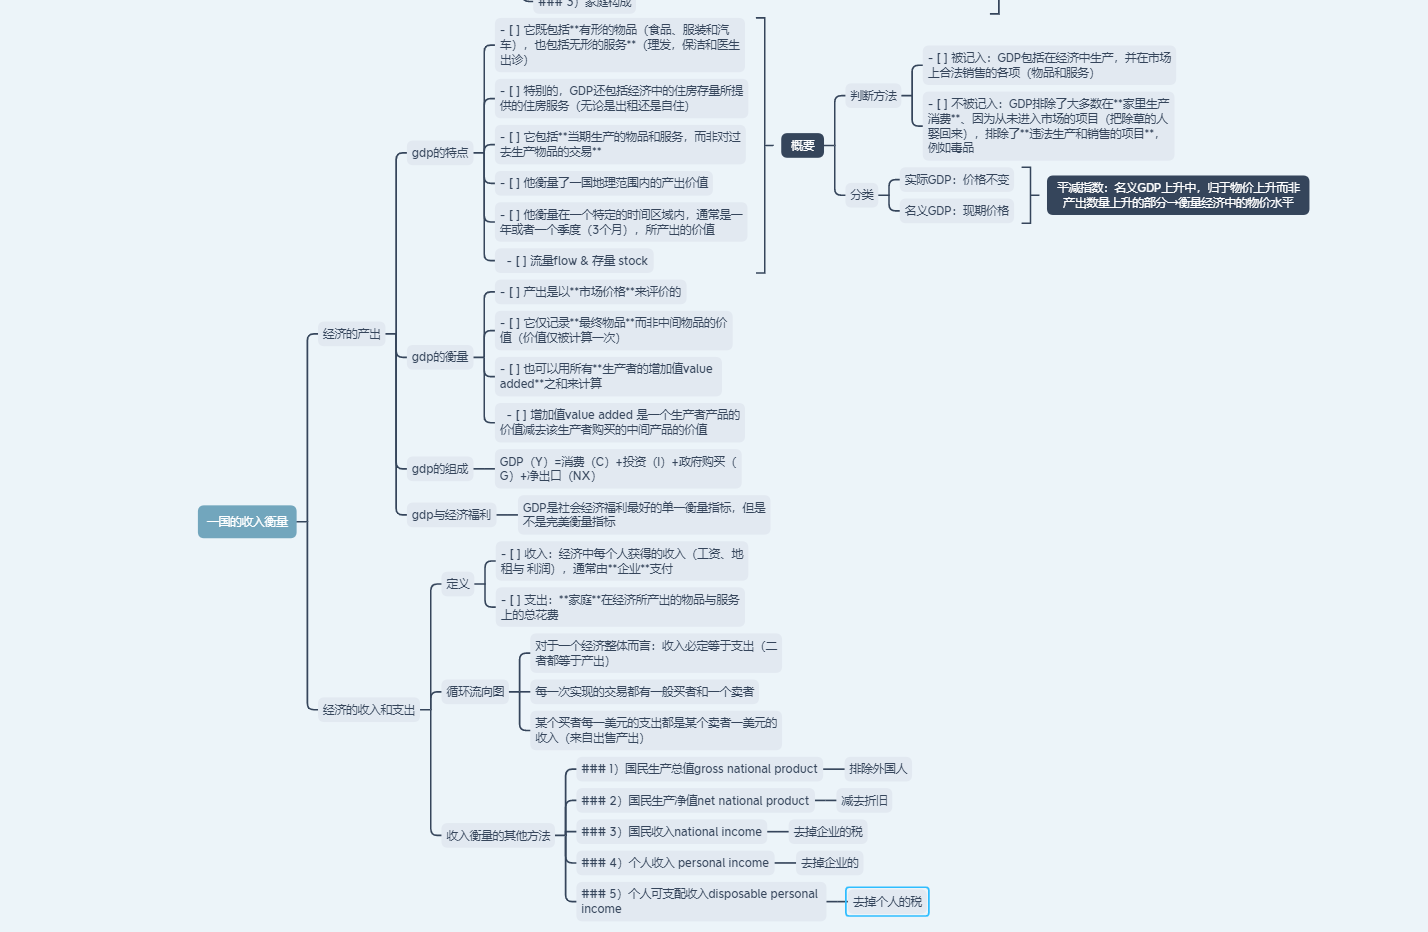 ### 3）家庭构成
- [ ] 它既包括**有形的物品（食品、服装和汽
车），也包括无形的服务**（理发，保洁和医生
出诊）
- [ ] 特别的，GDP还包括经济中的住房存量所提
供的住房服务（无论是出租还是自住）
- [ ] 它包括**当期生产的物品和服务，而非对过
去生产物品的交易**
gdp的特点
- [ ] 他衡量了一国地理范围内的产出价值
- [ ] 他衡量在一个特定的时间区域内，通常是一
年或者一个季度（3个月），所产出的价值
- [ ] 流量flow & 存量 stock
概要
判断方法
- [ ] 被记入：GDP包括在经济中生产，并在市场
上合法销售的各项（物品和服务）
- [ ] 不被记入：GDP排除了大多数在**家里生产
消费**、因为从未进入市场的项目（把除草的人
娶回来），排除了**违法生产和销售的项目**，
例如毒品
分类
实际GDP：价格不变
名义GDP：现期价格
平减指数：名义GDP上升中，归于物价上升而非
产出数量上升的部分→衡量经济中的物价水平
经济的产出
gdp的衡量
- [ ] 产出是以**市场价格**来评价的
- [ ] 它仅记录**最终物品**而非中间物品的价
值（价值仅被计算一次）
- [ ] 也可以用所有**生产者的增加值value
added**之和来计算
- [ ] 增加值value added 是一个生产者产品的
价值减去该生产者购买的中间产品的价值
gdp的组成
GDP（Y）=消费（C）+投资（I）+政府购买（
G）+净出口（NX）
gdp与经济福利
GDP是社会经济福利最好的单一衡量指标，但是
不是完美衡量指标
一国的收入衡量
经济的收入和支出
定义
- [ ] 收入：经济中每个人获得的收入（工资、地
租与 利润），通常由**企业**支付
- [ ] 支出：**家庭**在经济所产出的物品与服务
上的总花费
循环流向图
对于一个经济整体而言：收入必定等于支出（二
者都等于产出）
每一次实现的交易都有一般买者和一个卖者
某个买者每一美元的支出都是某个卖者一美元的
收入（来自出售产出）
收入衡量的其他方法
### 1）国民生产总值gross national product
排除外国人
### 2）国民生产净值net national product
减去折旧
### 3）国民收入national income
去掉企业的税
### 4）个人收入 personal income
去掉企业的
### 5）个人可支配收入disposable personal
income
去掉个人的税